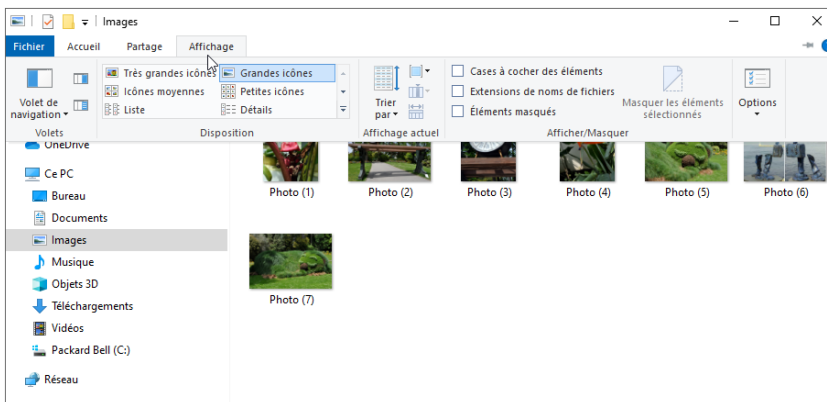 Images
Fichier Accueil Partage Affichage
Volet de navigation
Très grandes icônes Grandes icônes
Icônes moyennes Petites icônes
Liste Détails
Trier par
Cases à cocher des éléments
Extensions de noms de fichiers
Éléments masqués
Masquer les éléments sélectionnés
Options
Volets Disposition Affichage actuel Afficher/Masquer
OneDrive
Ce PC
Bureau
Documents
Images
Musique
Objets 3D
Téléchargements
Vidéos
Packard Bell (C:)
Réseau
Photo (1) Photo (2) Photo (3) Photo (4) Photo (5) Photo (6)
Photo (7)